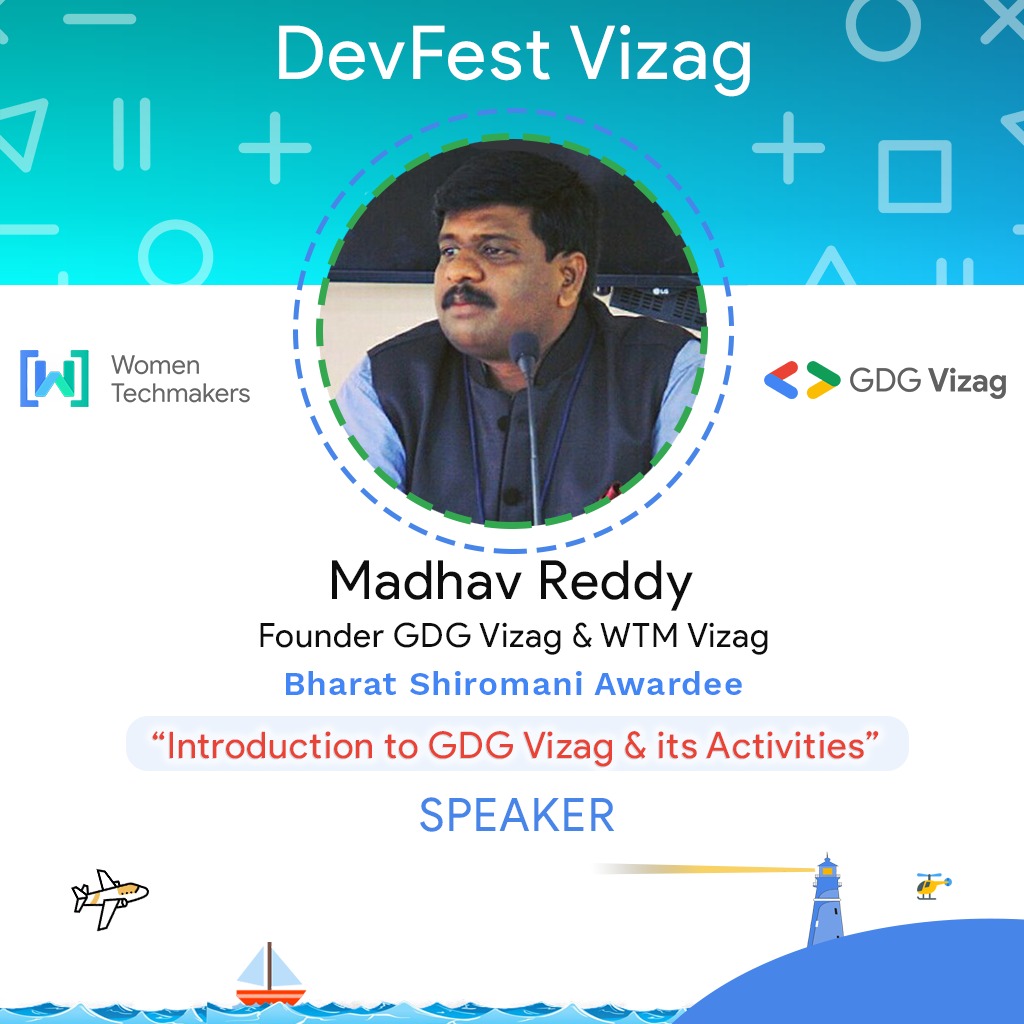 DevFest Vizag
LG
Women
Techmakers
GDG Vizag
Madhav Reddy
Founder GDG Vizag & WTM Vizag
Bharat Shiromani Awardee
“Introduction to GDG Vizag & its Activities”
SPEAKER